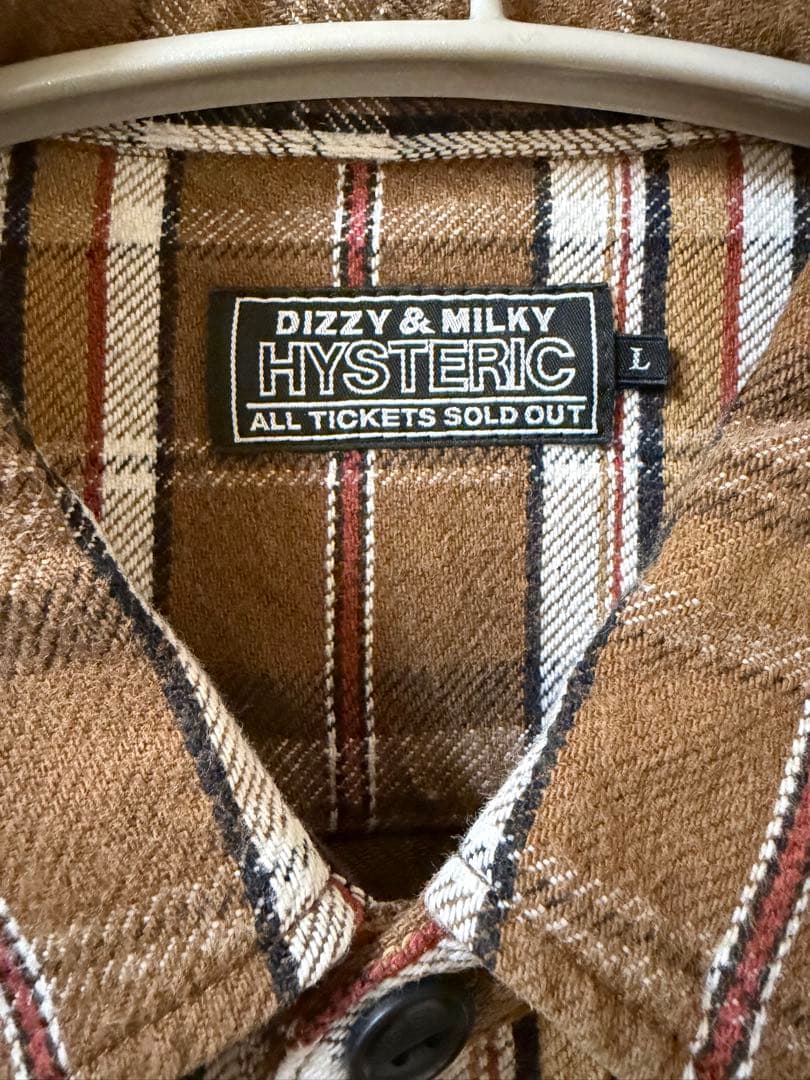 DIZZY & MILKY
HYSTERIC
ALL TICKETS SOLD OUT
L